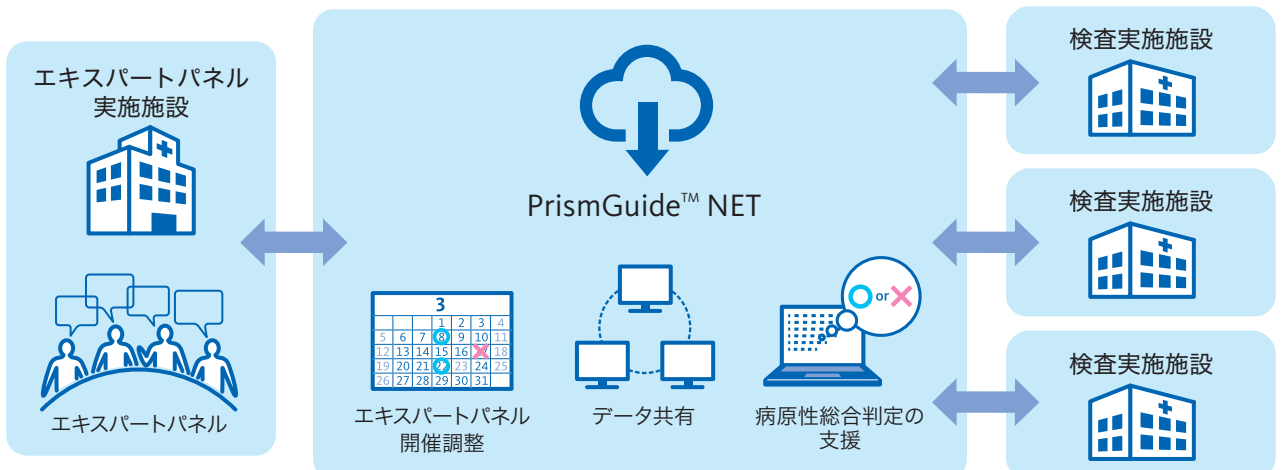 エキスパートパネル
実施施設
エキスパートパネル
PrismGuide™ NET
3
1 2 3 4
5 6 7 8 9 10 11
12 13 14 15 16 18
19 20 21 22 23 24 25
26 27 28 29 30 31
エキスパートパネル
開催調整
データ共有
or
病原性総合判定の
支援
検査実施施設
検査実施施設
検査実施施設